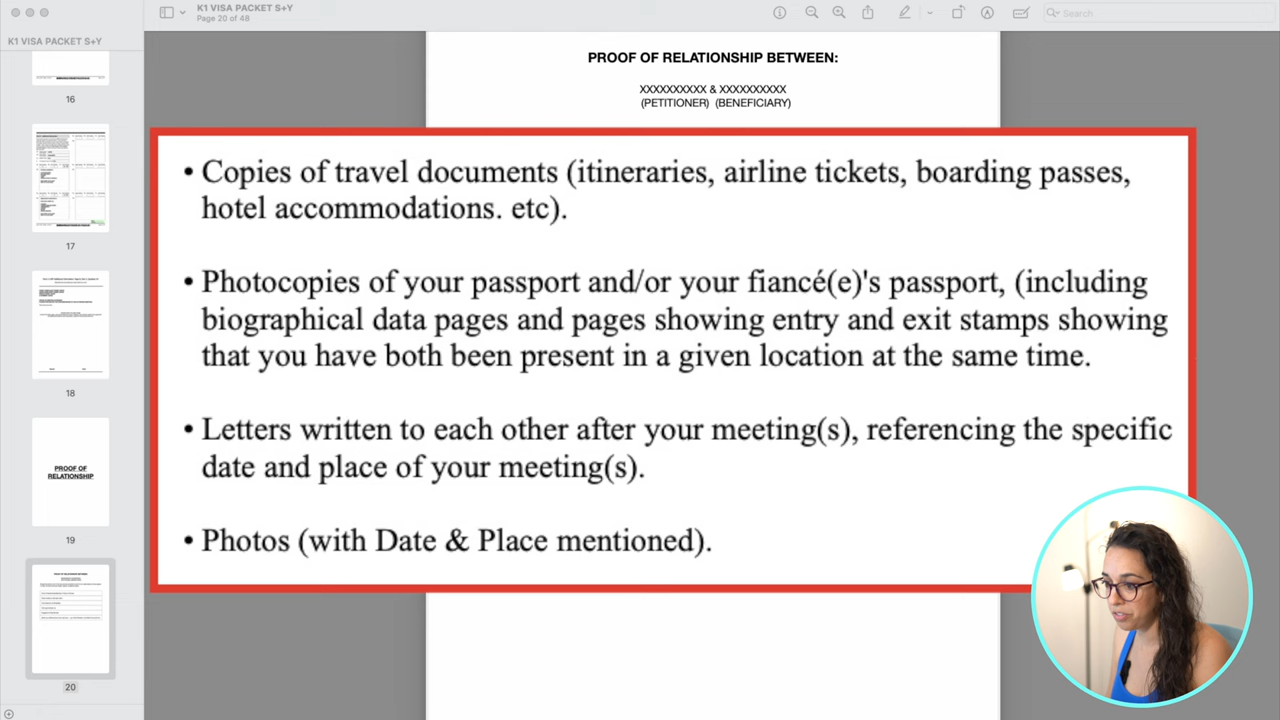 K1 VISA PACKET S+Y
Page 20 of 48
Search
K1 VISA PACKET S+Y
16
17
18
PROOF OF
RELATIONSHIP
19
20
PROOF OF RELATIONSHIP BETWEEN:
XXXXXXXXXX & XXXXXXXXXX
(PETITIONER) (BENEFICIARY)
• Copies of travel documents (itineraries, airline tickets, boarding passes,
hotel accommodations. etc).
• Photocopies of your passport and/or your fiancé(e)'s passport, (including
biographical data pages and pages showing entry and exit stamps showing
that you have both been present in a given location at the same time.
• Letters written to each other after your meeting(s), referencing the specific
date and place of your meeting(s).
• Photos (with Date & Place mentioned).